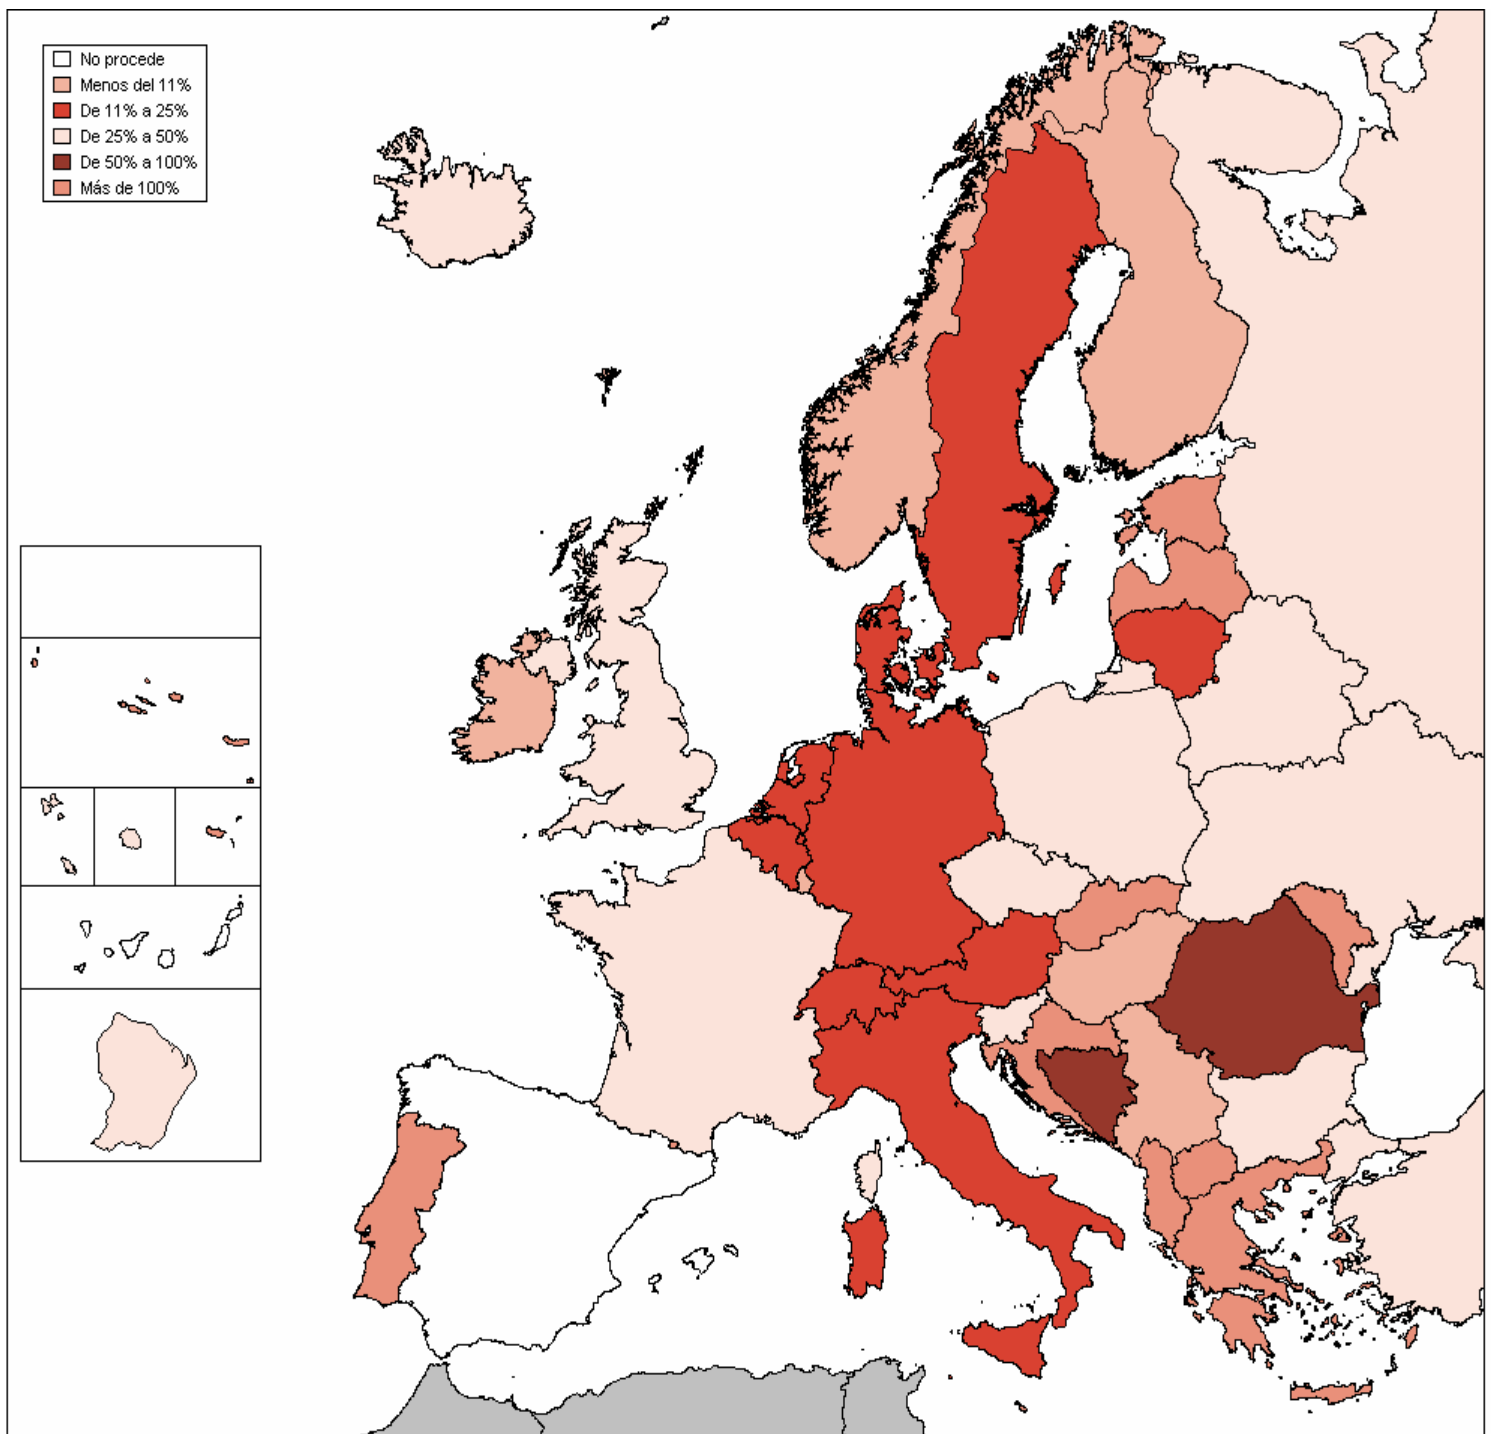 No procede
Menos del 11%
De 11% a 25%
De 25% a 50%
De 50% a 100%
Más de 100%